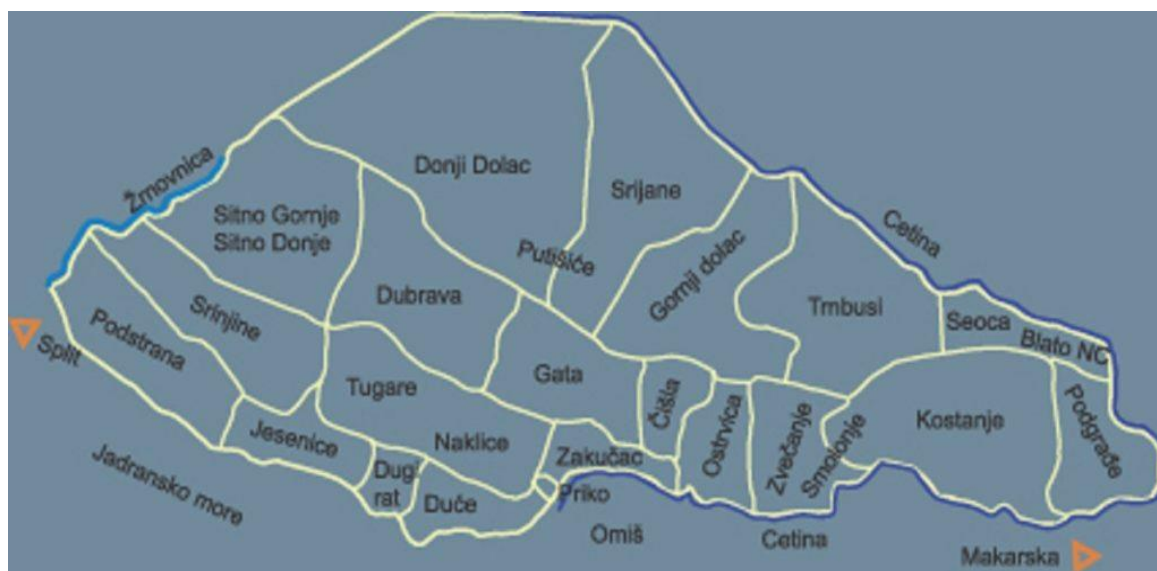 Žrnovnica
Donji Dolac
Srijane
Sitno Gornje
Sitno Donje
Cetina
Putišiće
Gornji dolac
Dubrava
Srinjine
Podstrana
Split
Trnbusi
Seoca
Blato NC
Gata
Tugare
Čišla
Ostrvica
Zvečanje
Smolonje
Kostanje
Podgrađe
Jesenice
Naklice
Zakučac
Dugi
rat
Duće
Priko
Jadransko more
Omiš
Cetina
Makarska